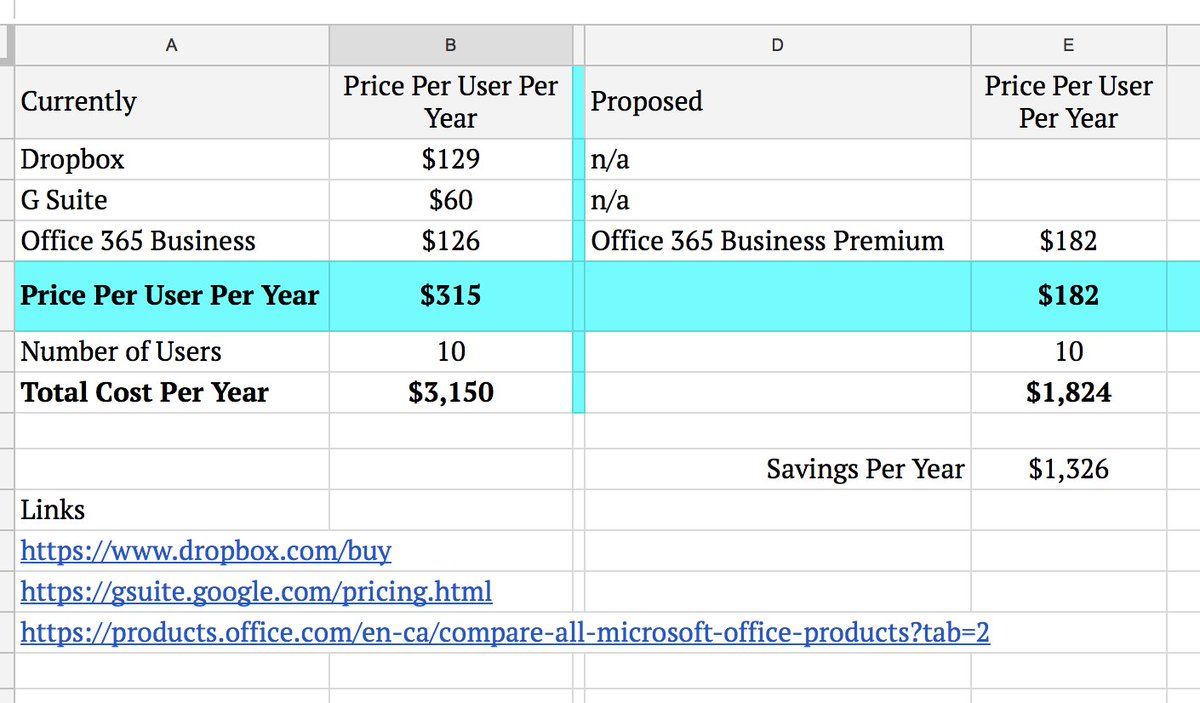 A B D E
Currently Price Per User Per Year Proposed Price Per User Per Year
Dropbox $129 n/a
G Suite $60 n/a
Office 365 Business $126 Office 365 Business Premium $182
Price Per User Per Year $315 $182
Number of Users 10 10
Total Cost Per Year $3,150 $1,824
Savings Per Year $1,326
Links
https://www.dropbox.com/buy
https://gsuite.google.com/pricing.html
https://products.office.com/en-ca/compare-all-microsoft-office-products?tab=2